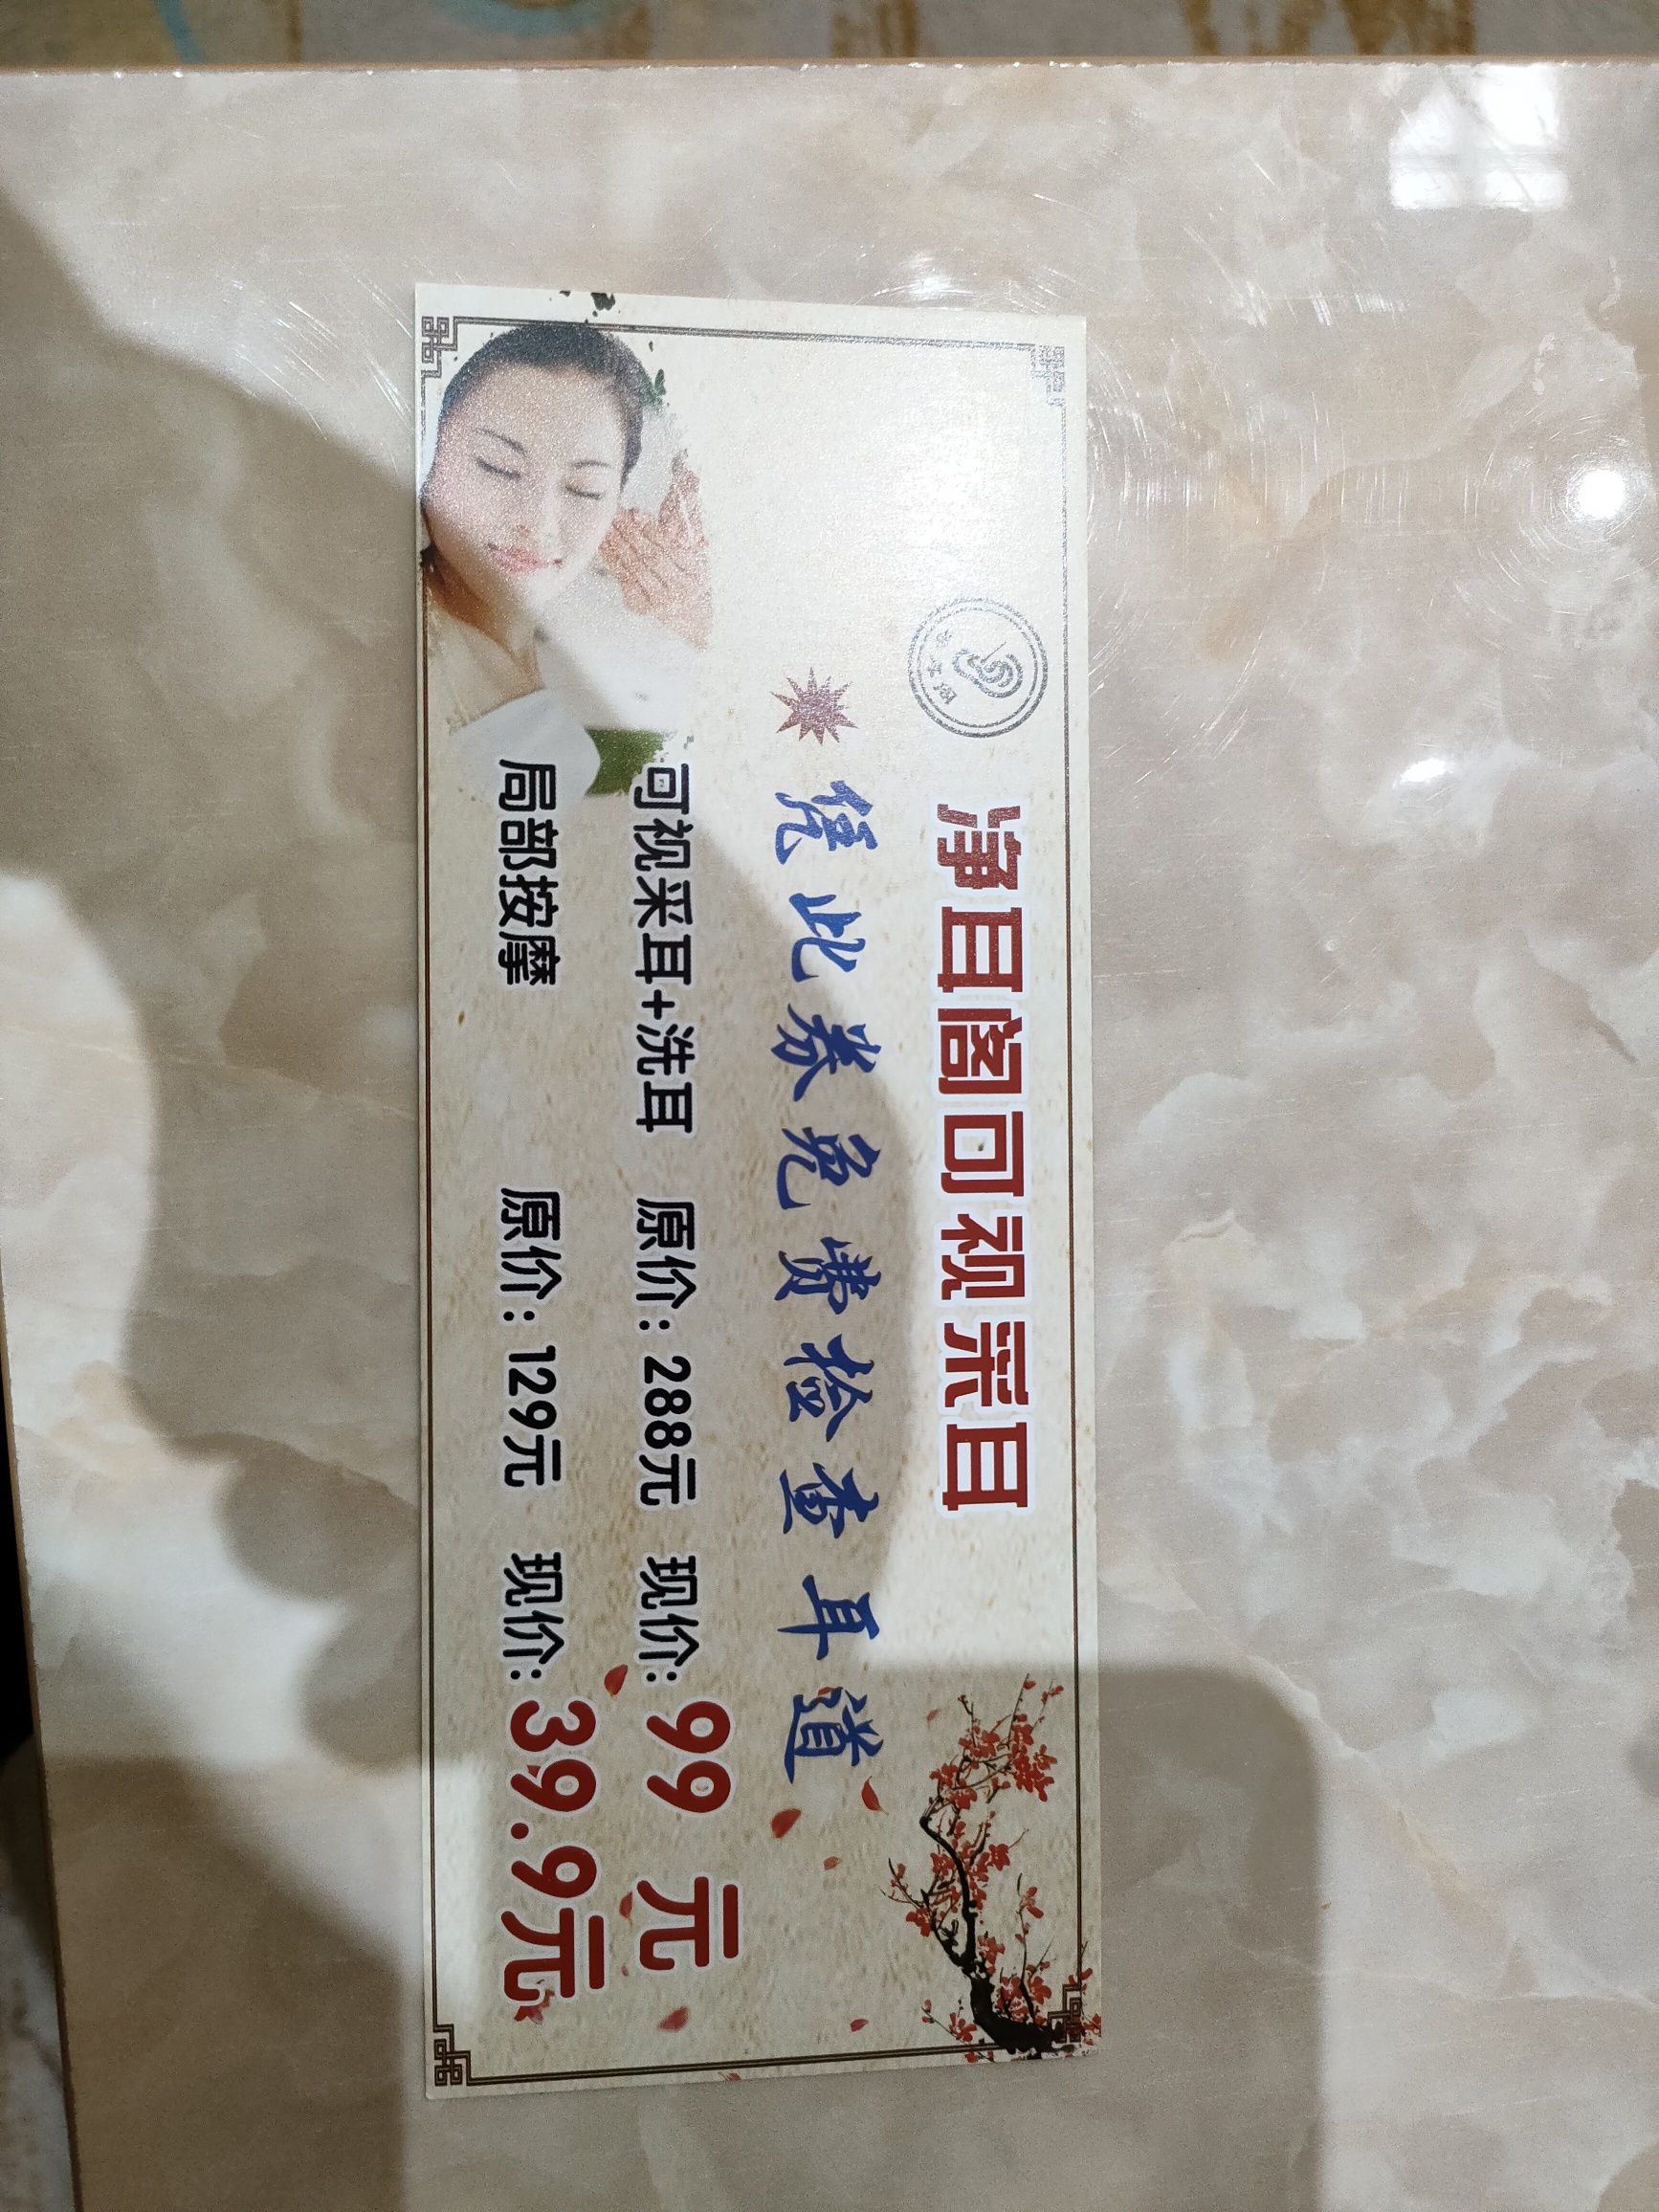 净耳阁可视采耳
凭此券免费检查耳道
可视采耳+洗耳 原价：288元 现价：99 元
局部按摩 原价：129元 现价：39.9元